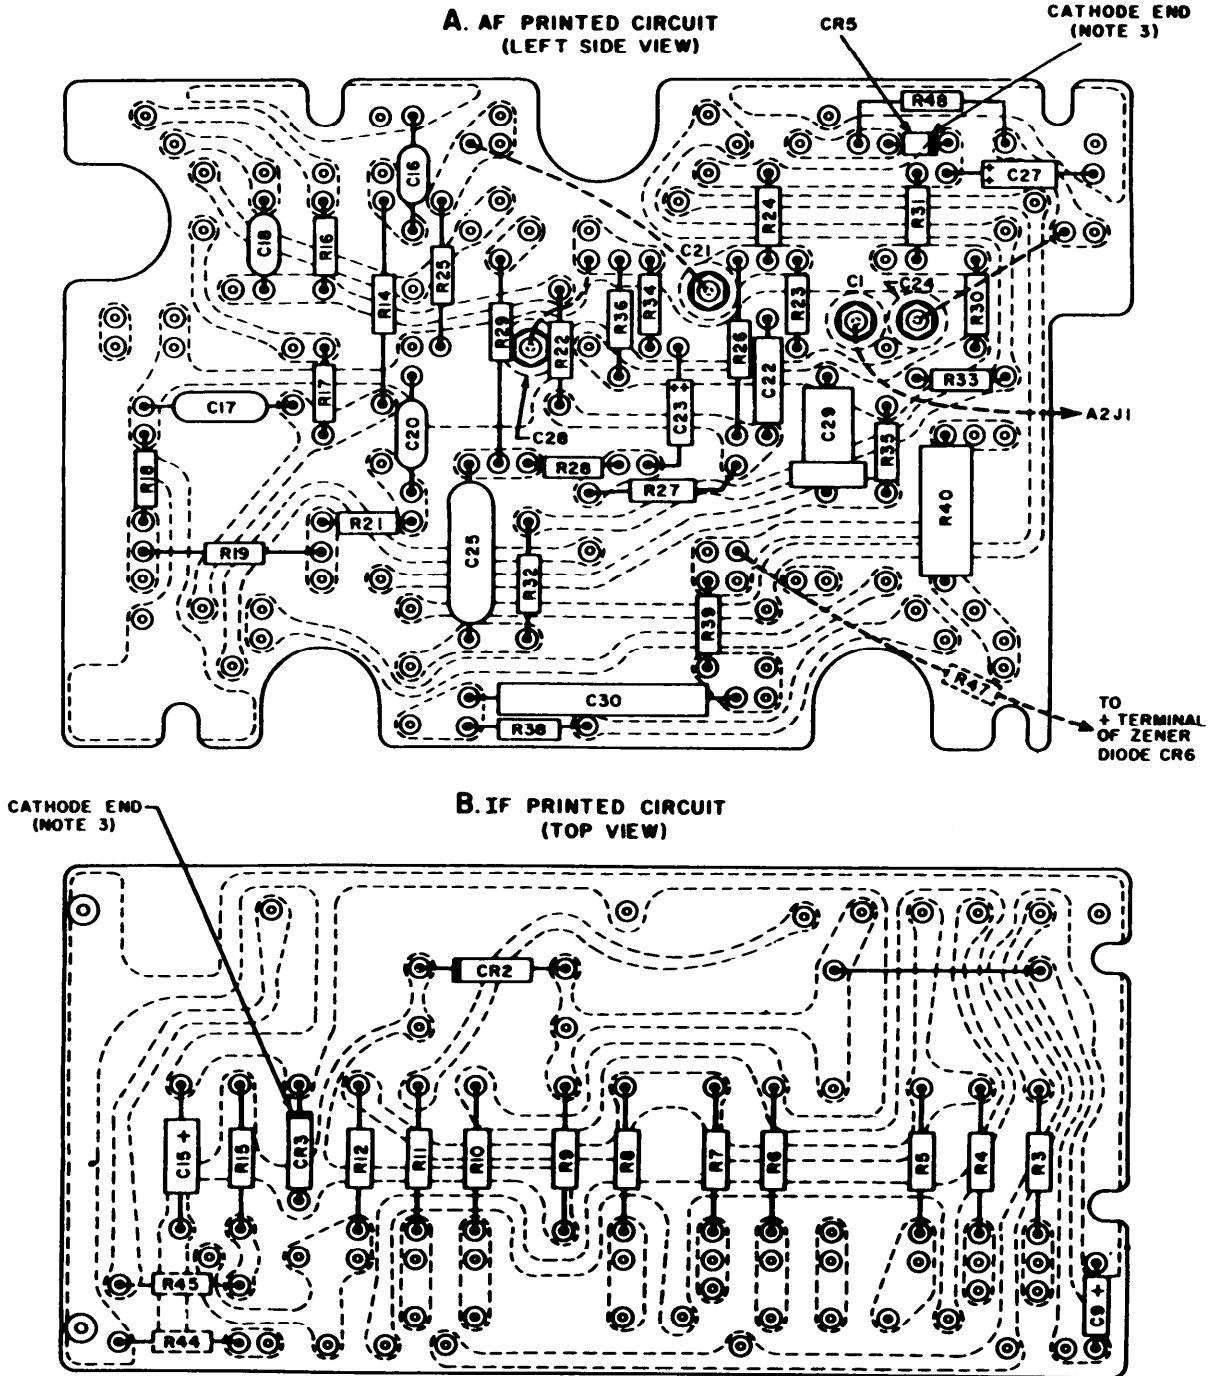 A. AF PRINTED CIRCUIT
(LEFT SIDE VIEW)
CR5
CATHODE END
(NOTE 3)
R48
C27
C16
R24
R31
C18
R16
R25
C21
R14
R36
R34
R23
C1
C24
R30
R29
R22
R26
C22
R17
R33
C17
C23
A2J1
C20
C28
C29
R35
R18
R28
R27
R40
R21
C25
R19
R32
R39
R47
C30
R38
TO
+ TERMINAL
OF ZENER
DIODE CR6
B. IF PRINTED CIRCUIT
(TOP VIEW)
CATHODE END
(NOTE 3)
CR2
C15 +
R15
CR3
R12
R11
R10
R9
R8
R7
R6
R5
R4
R3
R45
C9 +
R44